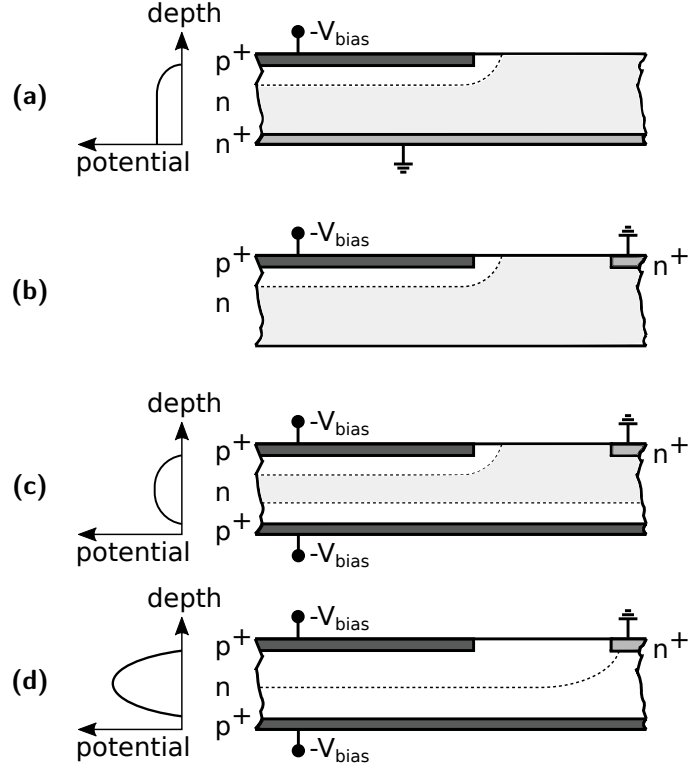 depth
-V_bias
p+
(a)
n
n+
potential
-V_bias
p+
n+
(b)
n
depth
-V_bias
p+
n+
(c)
n
p+
potential
-V_bias
depth
-V_bias
p+
n+
(d)
n
p+
potential
-V_bias